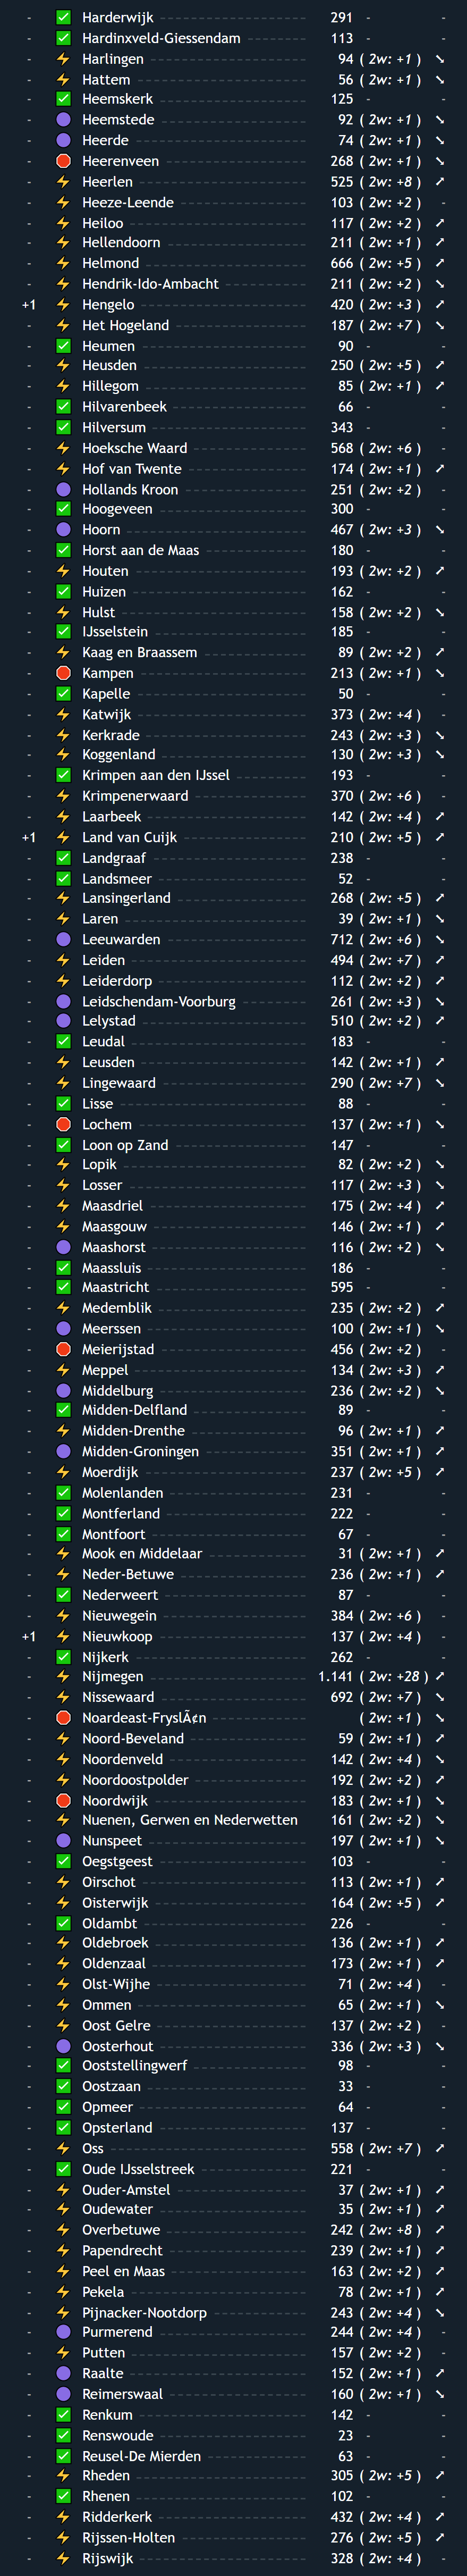 - ✅ Harderwijk 291 - -
- ✅ Hardinxveld-Giessendam 113 - -
- ⚡ Harlingen 94 ( 2w: +1 ) ↘
- ⚡ Hattem 56 ( 2w: +1 ) ↘
- ✅ Heemskerk 125 - -
- 🟣 Heemstede 92 ( 2w: +1 ) ↘
- 🟣 Heerde 74 ( 2w: +1 ) ↘
- 🛑 Heerenveen 268 ( 2w: +1 ) ↘
- ⚡ Heerlen 525 ( 2w: +8 ) ↗
- ⚡ Heeze-Leende 103 ( 2w: +2 ) -
- ⚡ Heiloo 117 ( 2w: +2 ) ↗
- ⚡ Hellendoorn 211 ( 2w: +1 ) ↗
- ⚡ Helmond 666 ( 2w: +5 ) ↗
- ⚡ Hendrik-Ido-Ambacht 211 ( 2w: +2 ) ↘
+1 ⚡ Hengelo 420 ( 2w: +3 ) ↗
- ⚡ Het Hogeland 187 ( 2w: +7 ) ↘
- ✅ Heumen 90 - -
- ⚡ Heusden 250 ( 2w: +5 ) ↗
- ⚡ Hillegom 85 ( 2w: +1 ) ↗
- ✅ Hilvarenbeek 66 - -
- ✅ Hilversum 343 - -
- ⚡ Hoeksche Waard 568 ( 2w: +6 ) -
- ⚡ Hof van Twente 174 ( 2w: +1 ) ↗
- 🟣 Hollands Kroon 251 ( 2w: +2 ) -
- ✅ Hoogeveen 300 - -
- 🟣 Hoorn 467 ( 2w: +3 ) ↘
- ✅ Horst aan de Maas 180 - -
- ⚡ Houten 193 ( 2w: +2 ) ↗
- ✅ Huizen 162 - -
- ⚡ Hulst 158 ( 2w: +2 ) ↘
- ✅ IJsselstein 185 - -
- ⚡ Kaag en Braassem 89 ( 2w: +2 ) ↗
- 🛑 Kampen 213 ( 2w: +1 ) ↘
- ✅ Kapelle 50 - -
- ⚡ Katwijk 373 ( 2w: +4 ) -
- ⚡ Kerkrade 243 ( 2w: +3 ) ↘
- ⚡ Koggenland 130 ( 2w: +3 ) ↘
- ✅ Krimpen aan den IJssel 193 - -
- ⚡ Krimpenerwaard 370 ( 2w: +6 ) -
- ⚡ Laarbeek 142 ( 2w: +4 ) ↗
+1 ⚡ Land van Cuijk 210 ( 2w: +5 ) ↗
- ✅ Landgraaf 238 - -
- ✅ Landsmeer 52 - -
- ⚡ Lansingerland 268 ( 2w: +5 ) ↗
- ⚡ Laren 39 ( 2w: +1 ) ↘
- 🟣 Leeuwarden 712 ( 2w: +6 ) ↘
- ⚡ Leiden 494 ( 2w: +7 ) ↗
- ⚡ Leiderdorp 112 ( 2w: +2 ) ↗
- 🟣 Leidschendam-Voorburg 261 ( 2w: +3 ) ↘
- 🟣 Lelystad 510 ( 2w: +2 ) ↗
- ✅ Leudal 183 - -
- ⚡ Leusden 142 ( 2w: +1 ) ↗
- ⚡ Lingewaard 290 ( 2w: +7 ) ↘
- ✅ Lisse 88 - -
- 🛑 Lochem 137 ( 2w: +1 ) ↘
- ✅ Loon op Zand 147 - -
- ⚡ Lopik 82 ( 2w: +2 ) ↘
- ⚡ Losser 117 ( 2w: +3 ) ↘
- ⚡ Maasdriel 175 ( 2w: +4 ) ↗
- ⚡ Maasgouw 146 ( 2w: +1 ) ↗
- 🟣 Maashorst 116 ( 2w: +2 ) ↘
- ✅ Maassluis 186 - -
- ✅ Maastricht 595 - -
- ⚡ Medemblik 235 ( 2w: +2 ) ↗
- 🟣 Meerssen 100 ( 2w: +1 ) ↘
- 🛑 Meierijstad 456 ( 2w: +2 ) -
- ⚡ Meppel 134 ( 2w: +3 ) ↗
- 🟣 Middelburg 236 ( 2w: +2 ) ↘
- ✅ Midden-Delfland 89 - -
- ⚡ Midden-Drenthe 96 ( 2w: +1 ) ↗
- 🟣 Midden-Groningen 351 ( 2w: +1 ) ↗
- ⚡ Moerdijk 237 ( 2w: +5 ) ↗
- ✅ Molenlanden 231 - -
- ✅ Montferland 222 - -
- ✅ Montfoort 67 - -
- ⚡ Mook en Middelaar 31 ( 2w: +1 ) ↗
- ⚡ Neder-Betuwe 236 ( 2w: +1 ) ↗
- ✅ Nederweert 87 - -
- ⚡ Nieuwegein 384 ( 2w: +6 ) -
+1 ⚡ Nieuwkoop 137 ( 2w: +4 ) -
- ✅ Nijkerk 262 - -
- ⚡ Nijmegen 1.141 ( 2w: +28 ) ↗
- ⚡ Nissewaard 692 ( 2w: +7 ) ↘
- 🛑 Noardeast-FryslÃ¢n ( 2w: +1 ) ↘
- ⚡ Noord-Beveland 59 ( 2w: +1 ) ↗
- ⚡ Noordenveld 142 ( 2w: +4 ) ↘
- ⚡ Noordoostpolder 192 ( 2w: +2 ) ↗
- 🛑 Noordwijk 183 ( 2w: +1 ) ↘
- ⚡ Nuenen, Gerwen en Nederwetten 161 ( 2w: +2 ) ↘
- 🟣 Nunspeet 197 ( 2w: +1 ) ↘
- ✅ Oegstgeest 103 - -
- ⚡ Oirschot 113 ( 2w: +1 ) ↗
- ⚡ Oisterwijk 164 ( 2w: +5 ) ↗
- ✅ Oldambt 226 - -
- ⚡ Oldebroek 136 ( 2w: +1 ) ↗
- ⚡ Oldenzaal 173 ( 2w: +1 ) ↗
- ⚡ Olst-Wijhe 71 ( 2w: +4 ) -
- ⚡ Ommen 65 ( 2w: +1 ) ↘
- ⚡ Oost Gelre 137 ( 2w: +2 ) -
- 🟣 Oosterhout 336 ( 2w: +3 ) ↘
- ✅ Ooststellingwerf 98 - -
- ✅ Oostzaan 33 - -
- ✅ Opmeer 64 - -
- ✅ Opsterland 137 - -
- ⚡ Oss 558 ( 2w: +7 ) ↗
- ✅ Oude IJsselstreek 221 - -
- ⚡ Ouder-Amstel 37 ( 2w: +1 ) ↗
- ⚡ Oudewater 35 ( 2w: +1 ) ↗
- ⚡ Overbetuwe 242 ( 2w: +8 ) ↗
- ⚡ Papendrecht 239 ( 2w: +1 ) ↗
- ⚡ Peel en Maas 163 ( 2w: +2 ) ↗
- ⚡ Pekela 78 ( 2w: +1 ) ↗
- ⚡ Pijnacker-Nootdorp 243 ( 2w: +4 ) ↘
- 🟣 Purmerend 244 ( 2w: +4 ) -
- ⚡ Putten 157 ( 2w: +2 ) -
- 🟣 Raalte 152 ( 2w: +1 ) ↗
- 🟣 Reimerswaal 160 ( 2w: +1 ) ↘
- ✅ Renkum 142 - -
- ✅ Renswoude 23 - -
- ✅ Reusel-De Mierden 63 - -
- ⚡ Rheden 305 ( 2w: +5 ) ↗
- ✅ Rhenen 102 - -
- ⚡ Ridderkerk 432 ( 2w: +4 ) ↗
- ⚡ Rijssen-Holten 276 ( 2w: +5 ) ↗
- ⚡ Rijswijk 328 ( 2w: +4 ) -